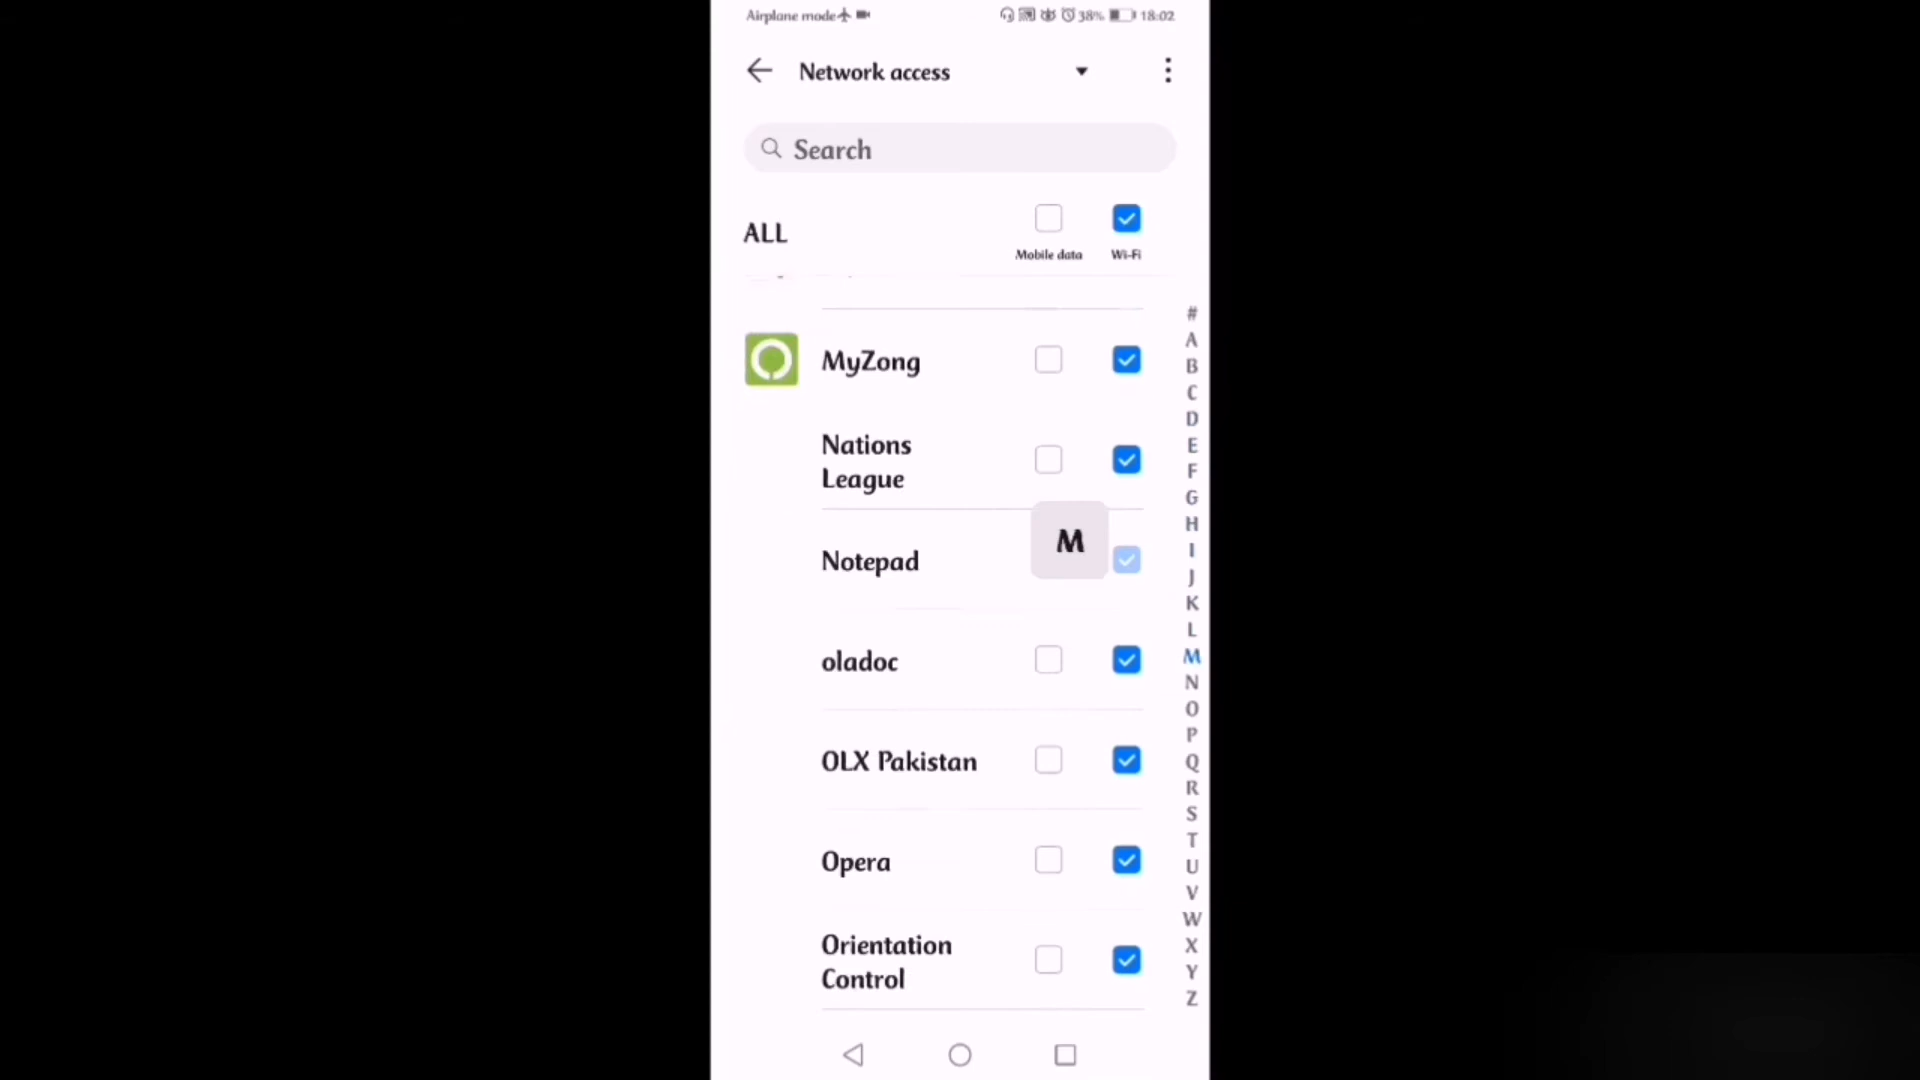 Airplane mode 38% 18:02
Network access
Search
ALL
Mobile data Wi-Fi
MyZong
Nations
League
M
Notepad
oladoc
OLX Pakistan
Opera
Orientation
Control
#
A
B
C
D
E
F
G
H
I
J
K
L
M
N
O
P
Q
R
S
T
U
V
W
X
Y
Z